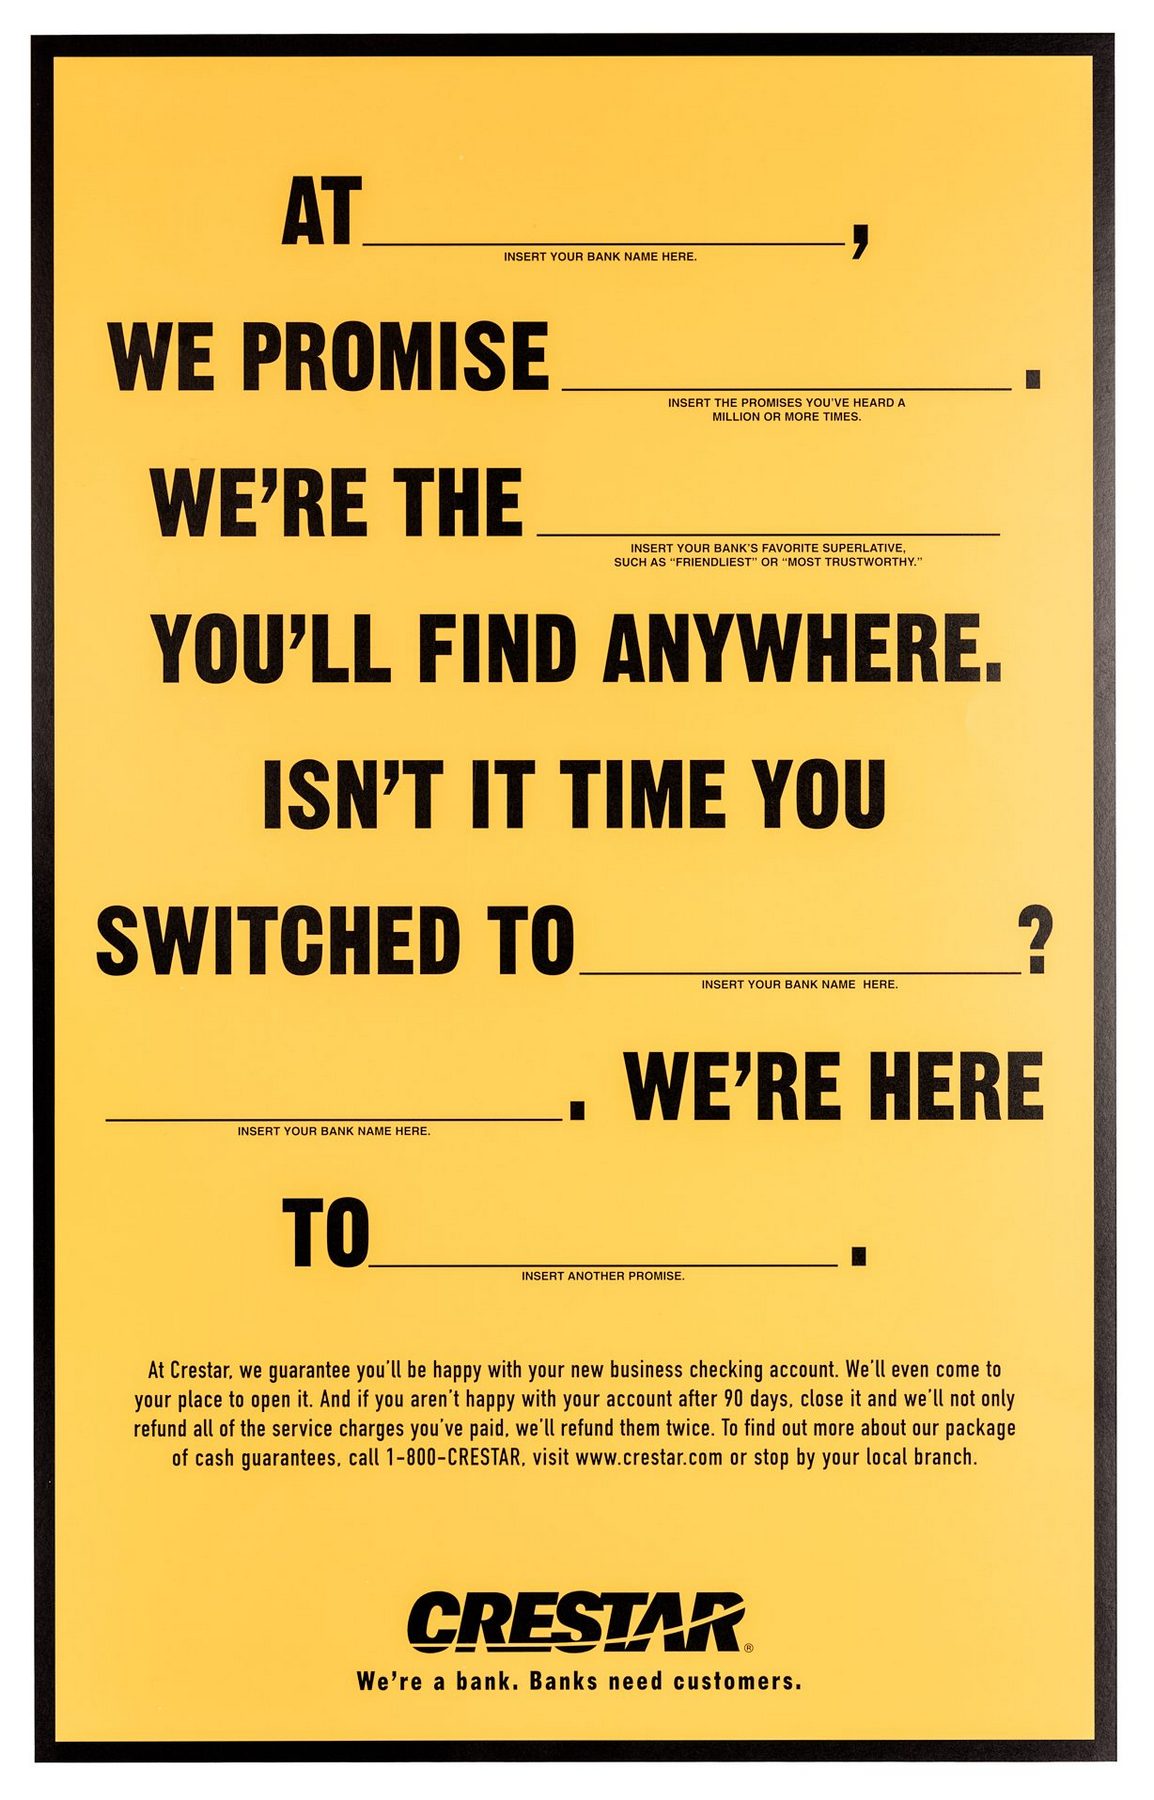 AT ,
INSERT YOUR BANK NAME HERE.
WE PROMISE .
INSERT THE PROMISES YOU'VE HEARD A
MILLION OR MORE TIMES.
WE'RE THE
INSERT YOUR BANK'S FAVORITE SUPERLATIVE,
SUCH AS "FRIENDLIEST" OR "MOST TRUSTWORTHY."
YOU'LL FIND ANYWHERE.
ISN'T IT TIME YOU
SWITCHED TO ?
INSERT YOUR BANK NAME HERE.
. WE'RE HERE
INSERT YOUR BANK NAME HERE.
TO .
INSERT ANOTHER PROMISE.
At Crestar, we guarantee you'll be happy with your new business checking account. We'll even come to
your place to open it. And if you aren't happy with your account after 90 days, close it and we'll not only
refund all of the service charges you've paid, we'll refund them twice. To find out more about our package
of cash guarantees, call 1-800-CRESTAR, visit www.crestar.com or stop by your local branch.
CRESTAR®
We're a bank. Banks need customers.